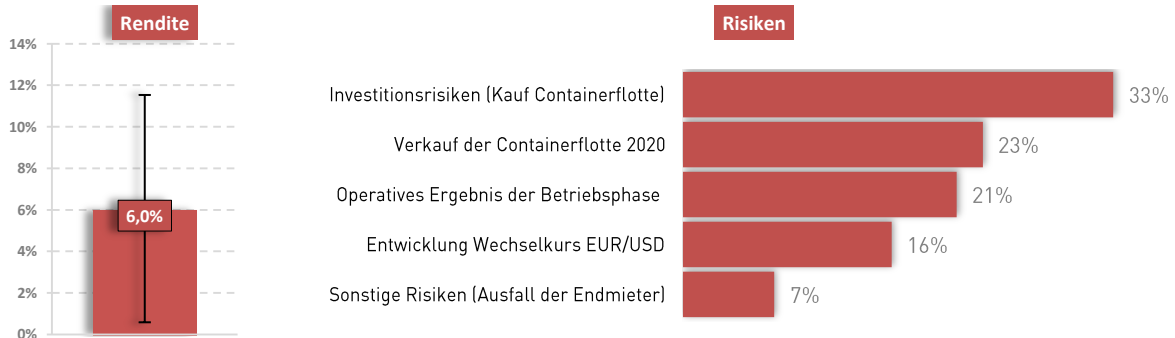 Rendite
14%
12%
10%
8%
6%
4%
2%
0%
6,0%
Risiken
Investitionsrisiken (Kauf Containerflotte) 33%
Verkauf der Containerflotte 2020 23%
Operatives Ergebnis der Betriebsphase 21%
Entwicklung Wechselkurs EUR/USD 16%
Sonstige Risiken (Ausfall der Endmieter) 7%